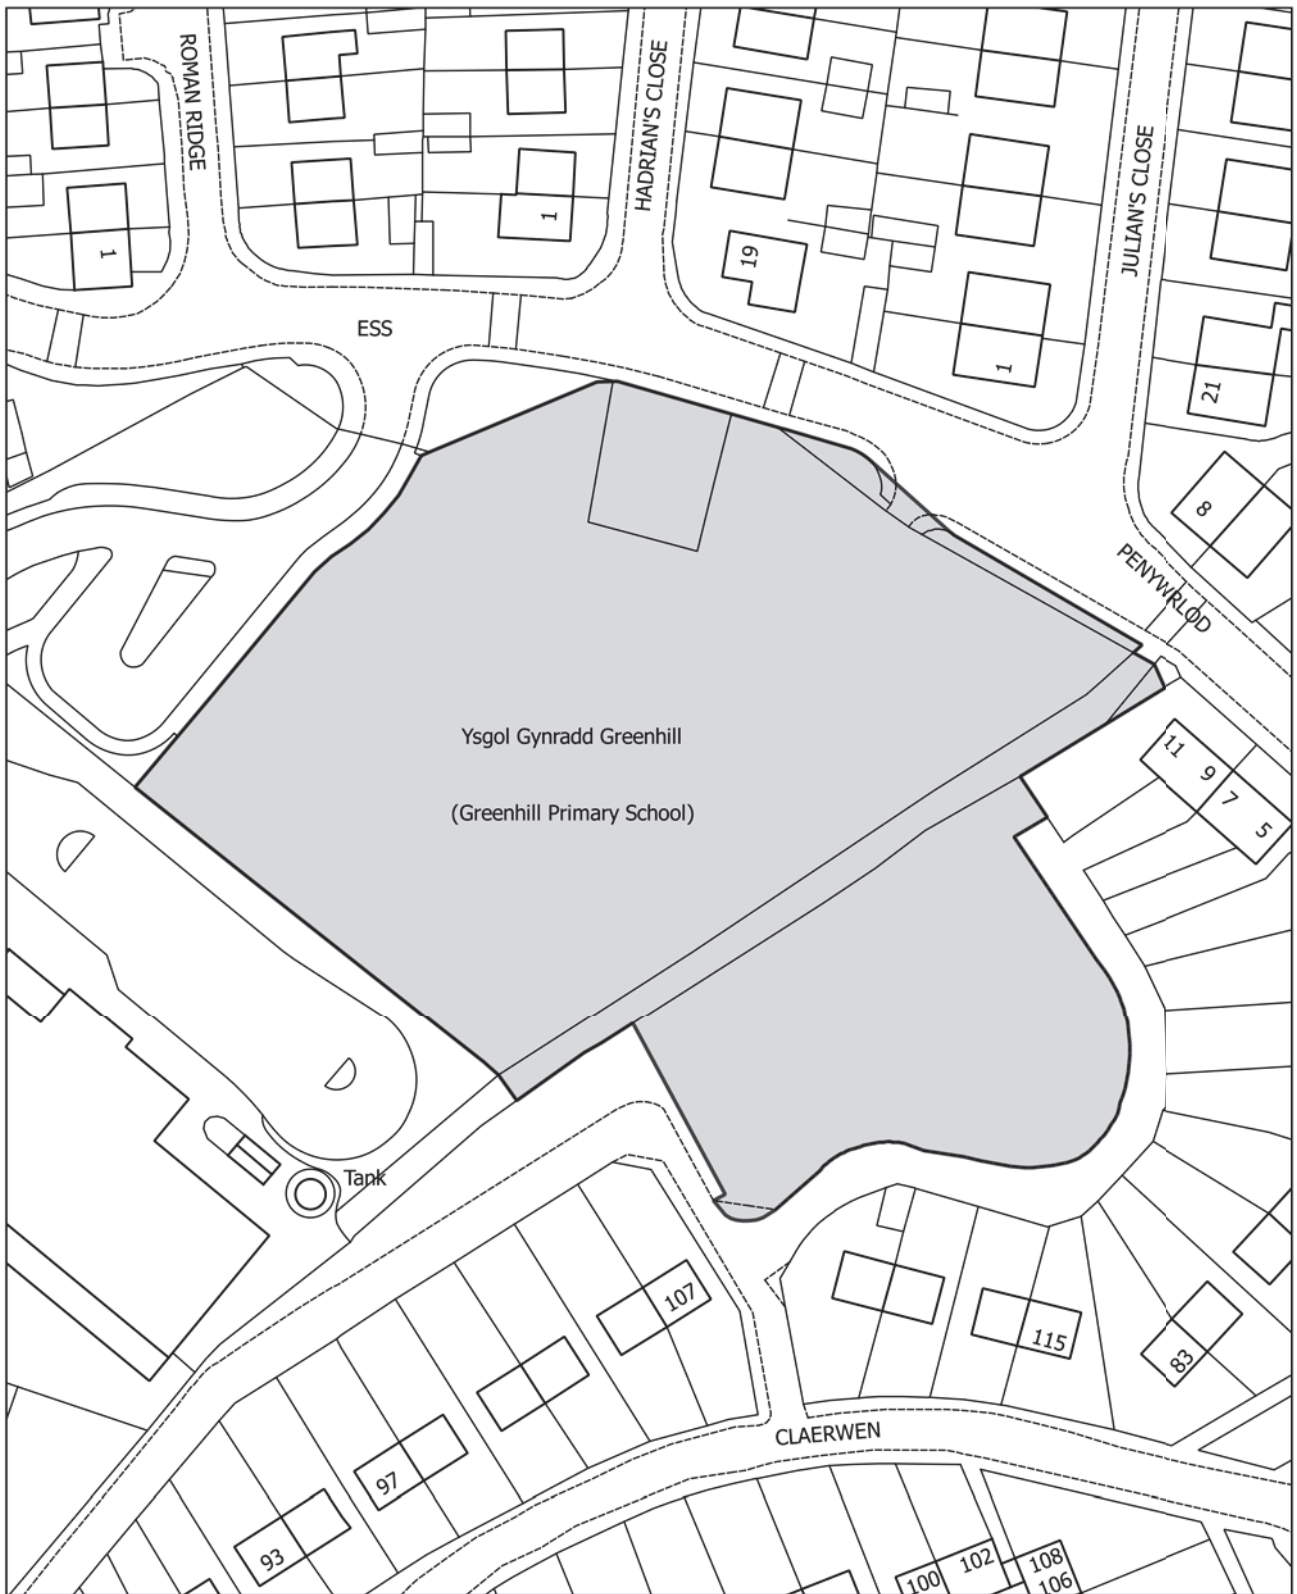 ROMAN RIDGE
HADRIAN'S CLOSE
JULIAN'S CLOSE
1
1
19
1
21
ESS
8
PENYWRLOD
Ysgol Gynradd Greenhill
(Greenhill Primary School)
11
9
7
5
Tank
107
115
83
CLAERWEN
97
93
100
102
108
106